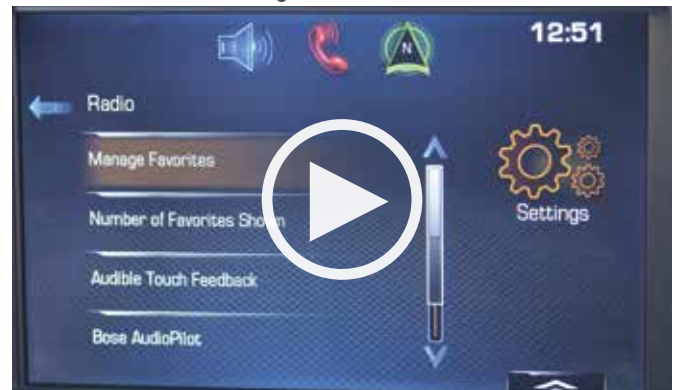 12:51
N
Radio
Manage Favorites
Number of Favorites Shown
Settings
Audible Touch Feedback
Bose AudioPilot